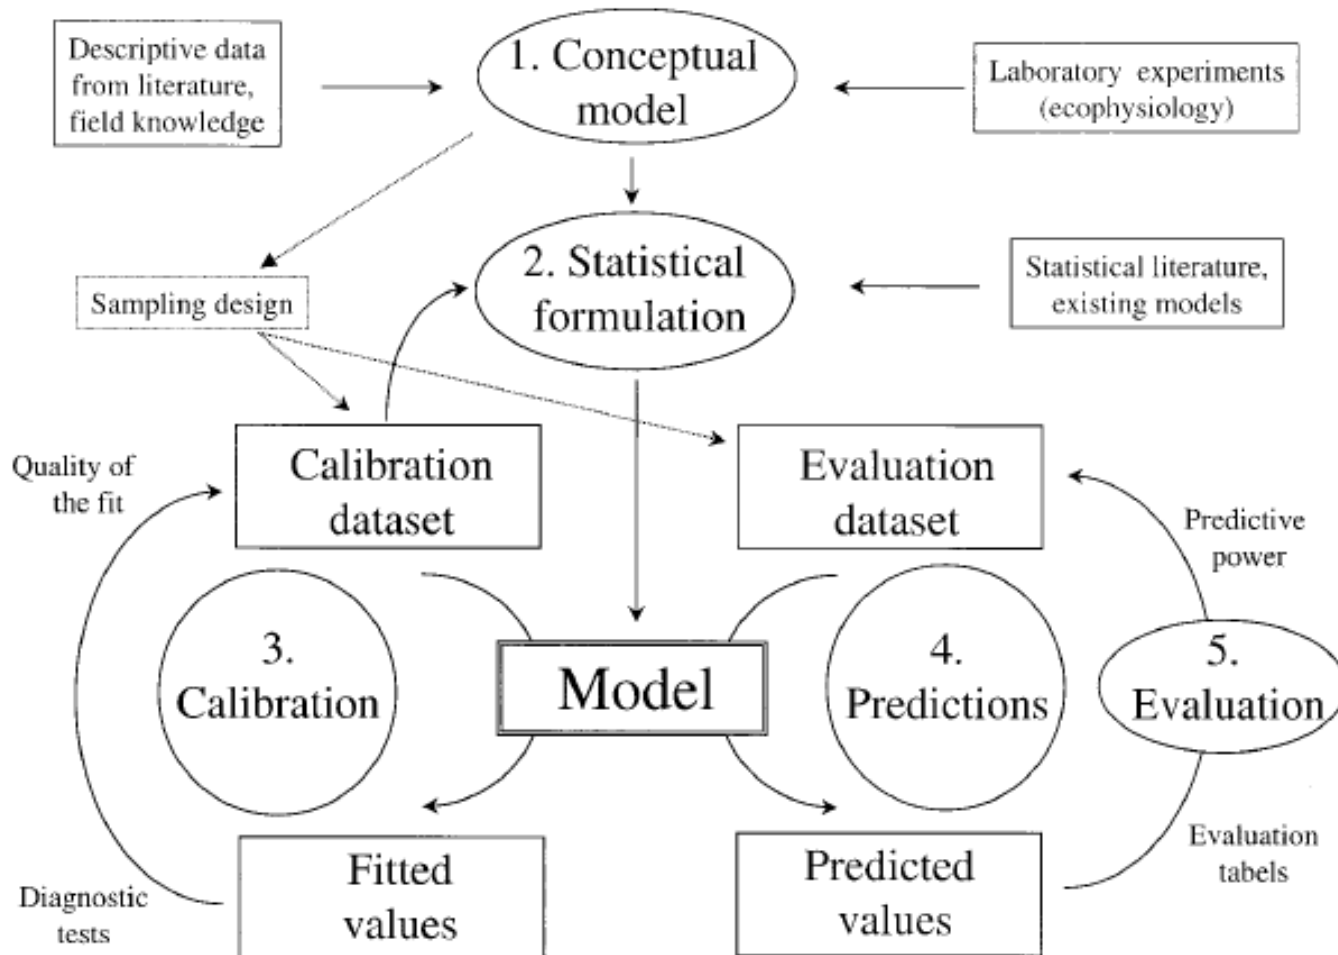 Descriptive data
from literature,
field knowledge
1. Conceptual
model
Laboratory experiments
(ecophysiology)
Sampling design
2. Statistical
formulation
Statistical literature,
existing models
Quality of
the fit
Calibration
dataset
Evaluation
dataset
Predictive
power
3.
Calibration
Model
4.
Predictions
5.
Evaluation
Diagnostic
tests
Fitted
values
Predicted
values
Evaluation
tabels